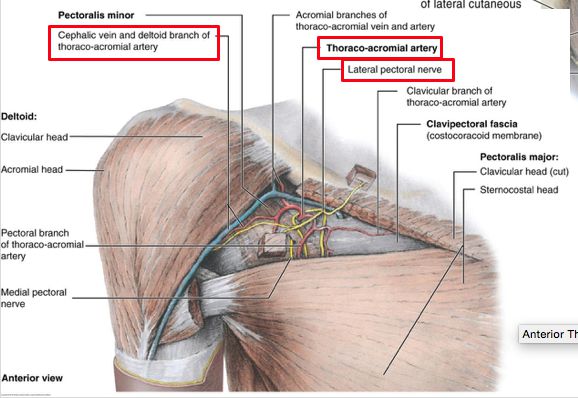 of lateral cutaneous
Pectoralis minor
Cephalic vein and deltoid branch of
thoraco-acromial artery
Acromial branches of
thoraco-acromial vein and artery
Thoraco-acromial artery
Lateral pectoral nerve
Clavicular branch of
thoraco-acromial artery
Clavipectoral fascia
(costocoracoid membrane)
Pectoralis major:
Clavicular head (cut)
Sternocostal head
Deltoid:
Clavicular head
Acromial head
Pectoral branch
of thoraco-acromial
artery
Medial pectoral
nerve
Anterior view
Anterior Th